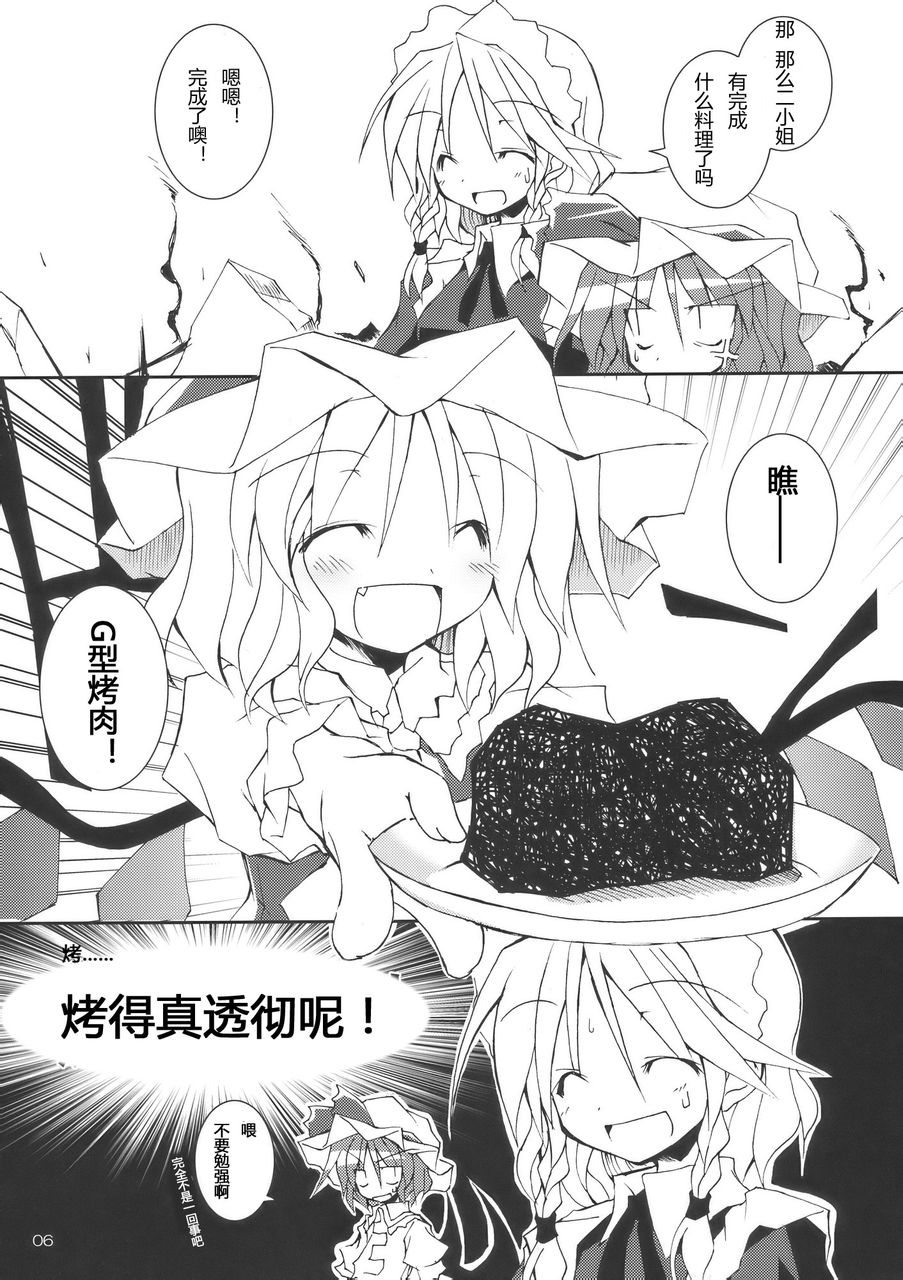 那 那么二小姐
有完成
什么料理了吗
嗯嗯！
完成了噢！
瞧——
G型烤肉！
烤……
烤得真透彻呢！
喂
不要勉强啊
完全不是一回事吧
06